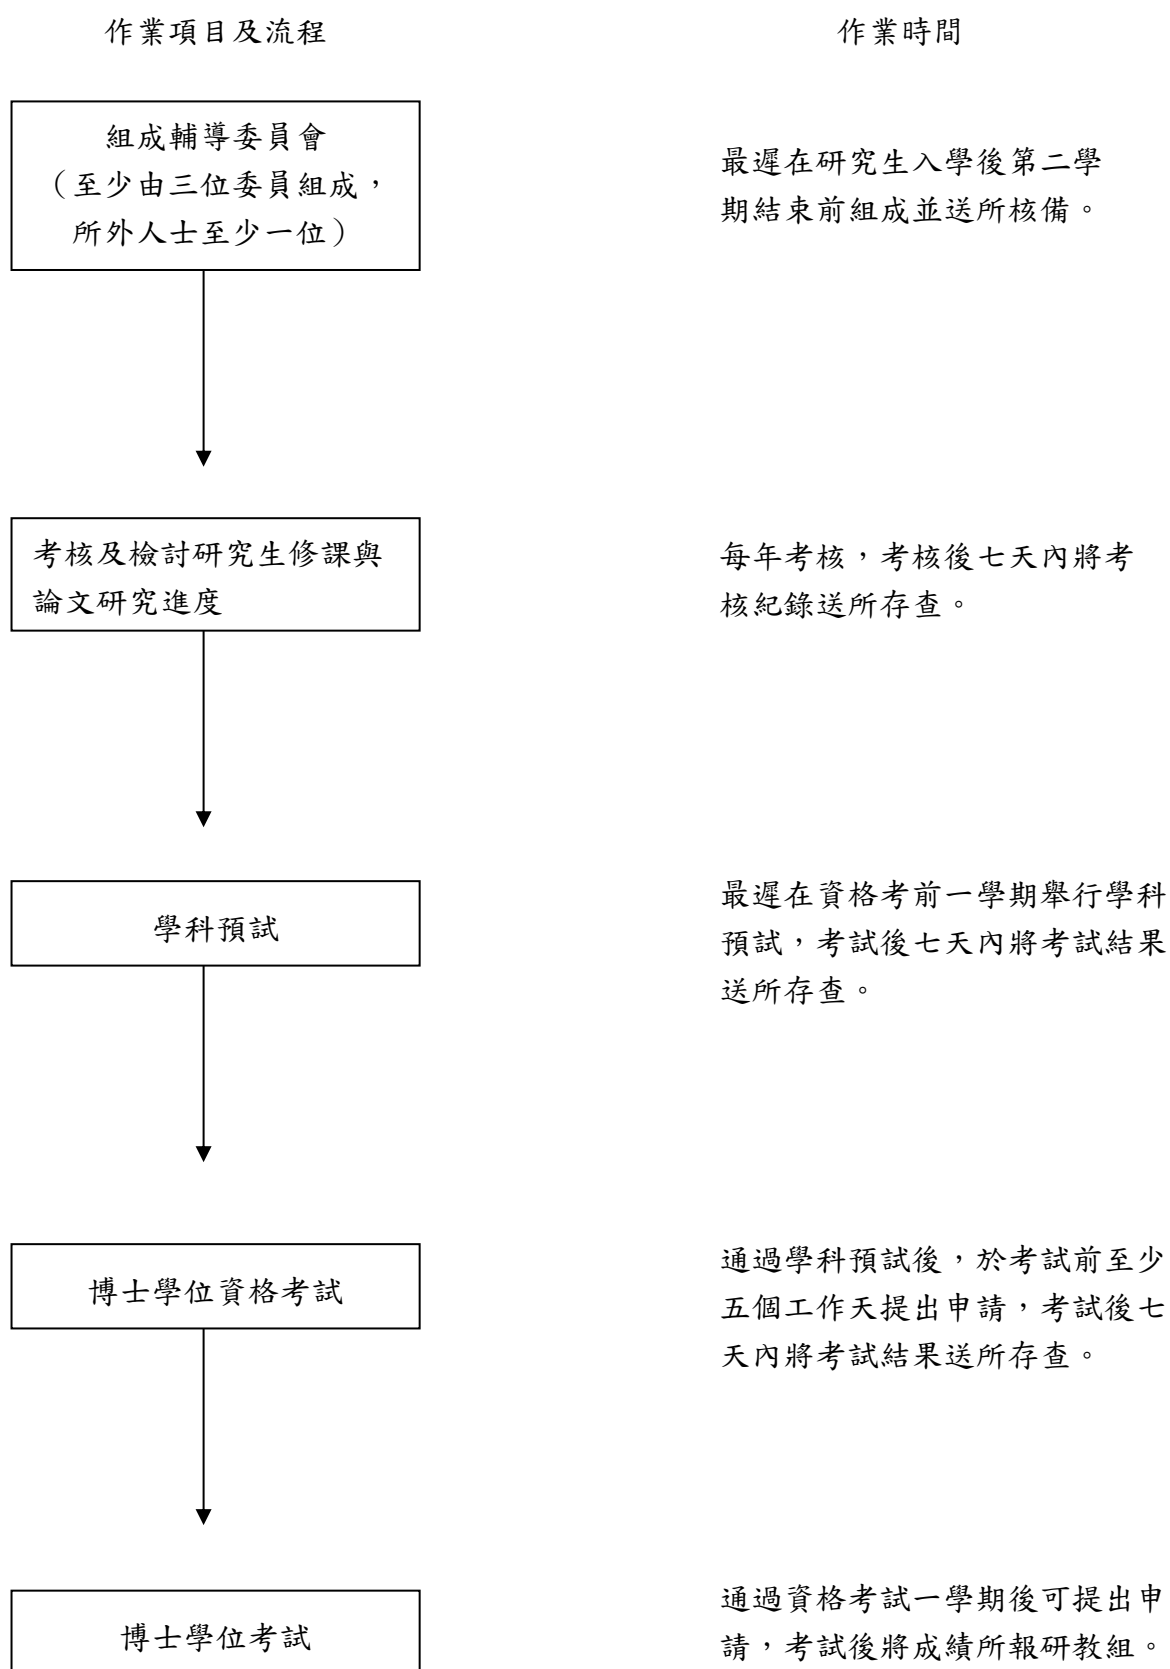 作業項目及流程
作業時間
組成輔導委員會
（至少由三位委員組成，
所外人士至少一位）
最遲在研究生入學後第二學
期結束前組成並送所核備。
考核及檢討研究生修課與
論文研究進度
每年考核，考核後七天內將考
核紀錄送所存查。
學科預試
最遲在資格考前一學期舉行學科
預試，考試後七天內將考試結果
送所存查。
博士學位資格考試
通過學科預試後，於考試前至少
五個工作天提出申請，考試後七
天內將考試結果送所存查。
博士學位考試
通過資格考試一學期後可提出申
請，考試後將成績所報研教組。